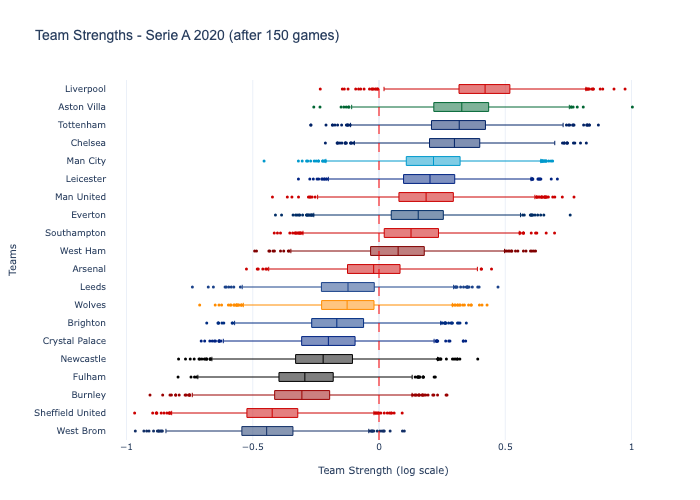 Team Strengths - Serie A 2020 (after 150 games)
Teams
Liverpool
Aston Villa
Tottenham
Chelsea
Man City
Leicester
Man United
Everton
Southampton
West Ham
Arsenal
Leeds
Wolves
Brighton
Crystal Palace
Newcastle
Fulham
Burnley
Sheffield United
West Brom
−1 −0.5 0 0.5 1
Team Strength (log scale)